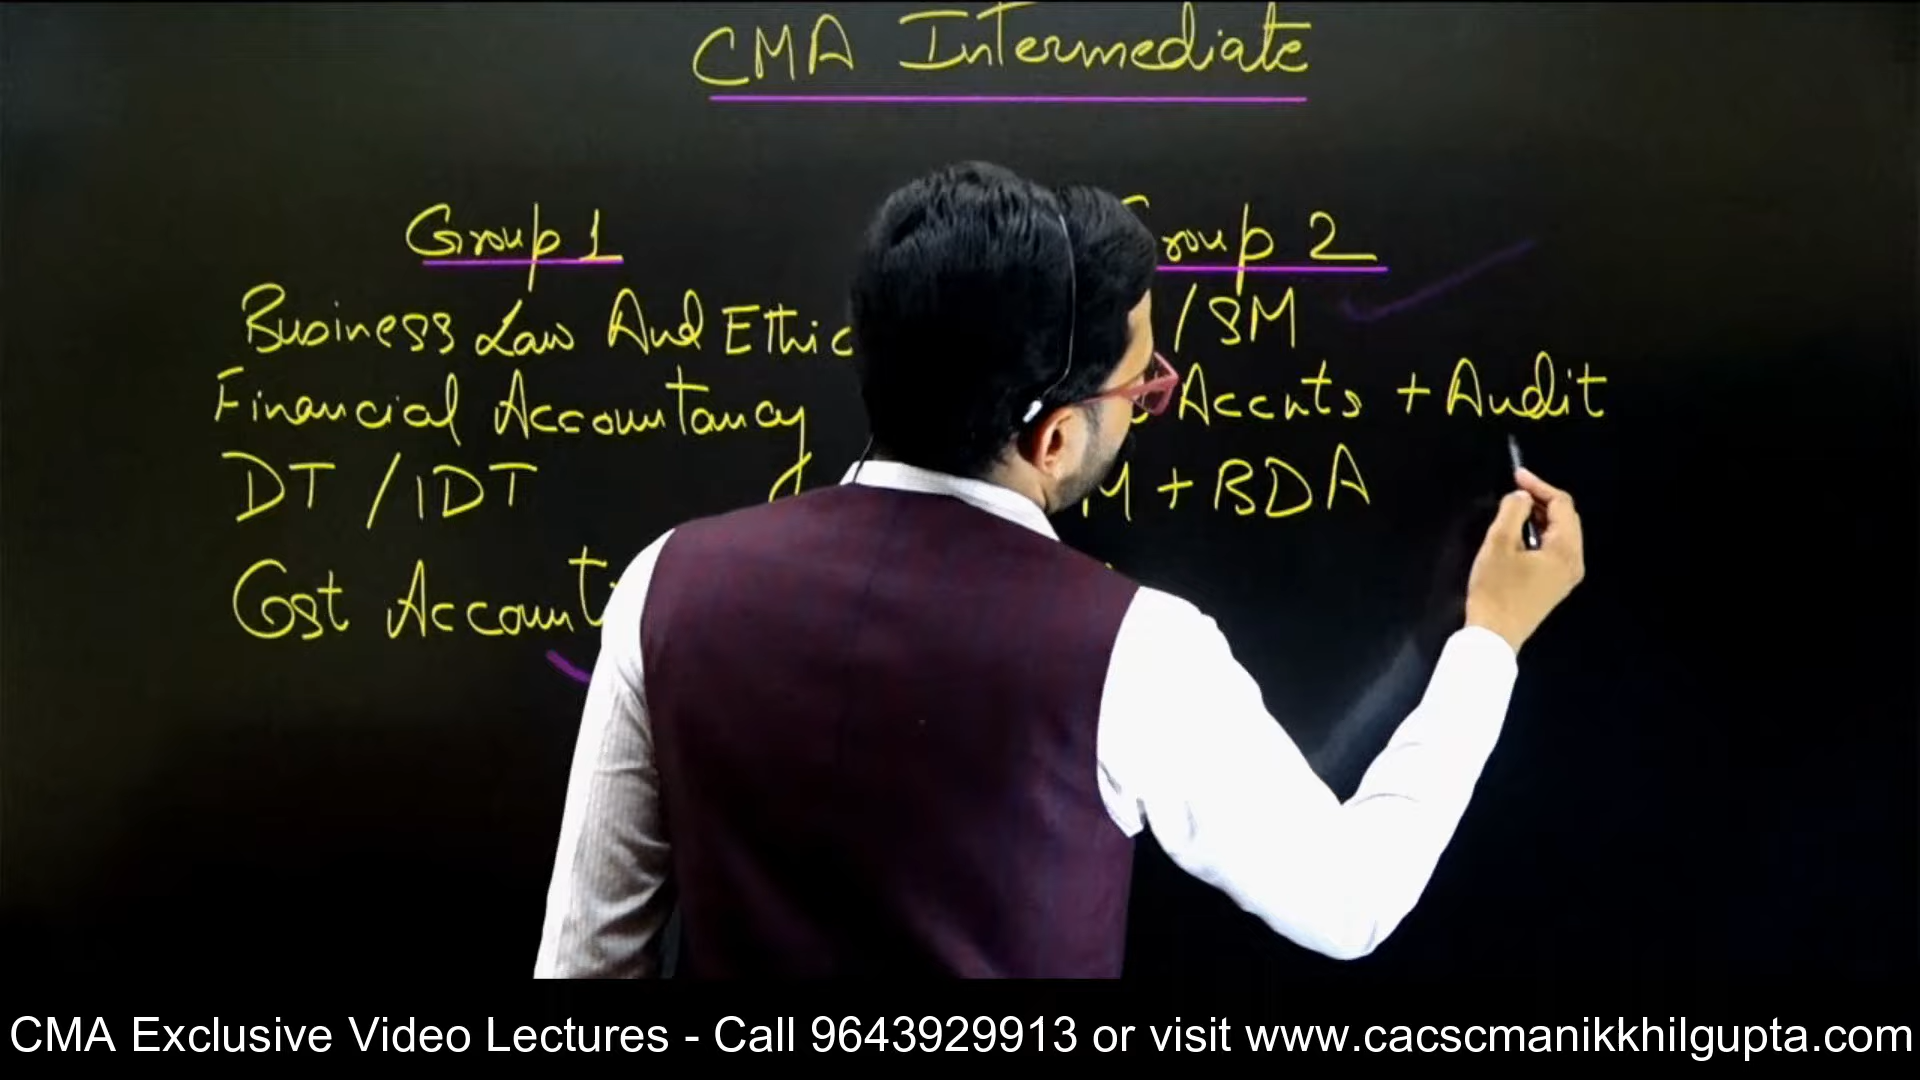 CMA Intermediate
Group 1
Business Law And Ethic
Financial Accountancy
DT / IDT
Cost Account
Group 2
/ SM
Accnts + Audit
M + BDA
CMA Exclusive Video Lectures - Call 9643929913 or visit www.cacscmanikkhilgupta.com